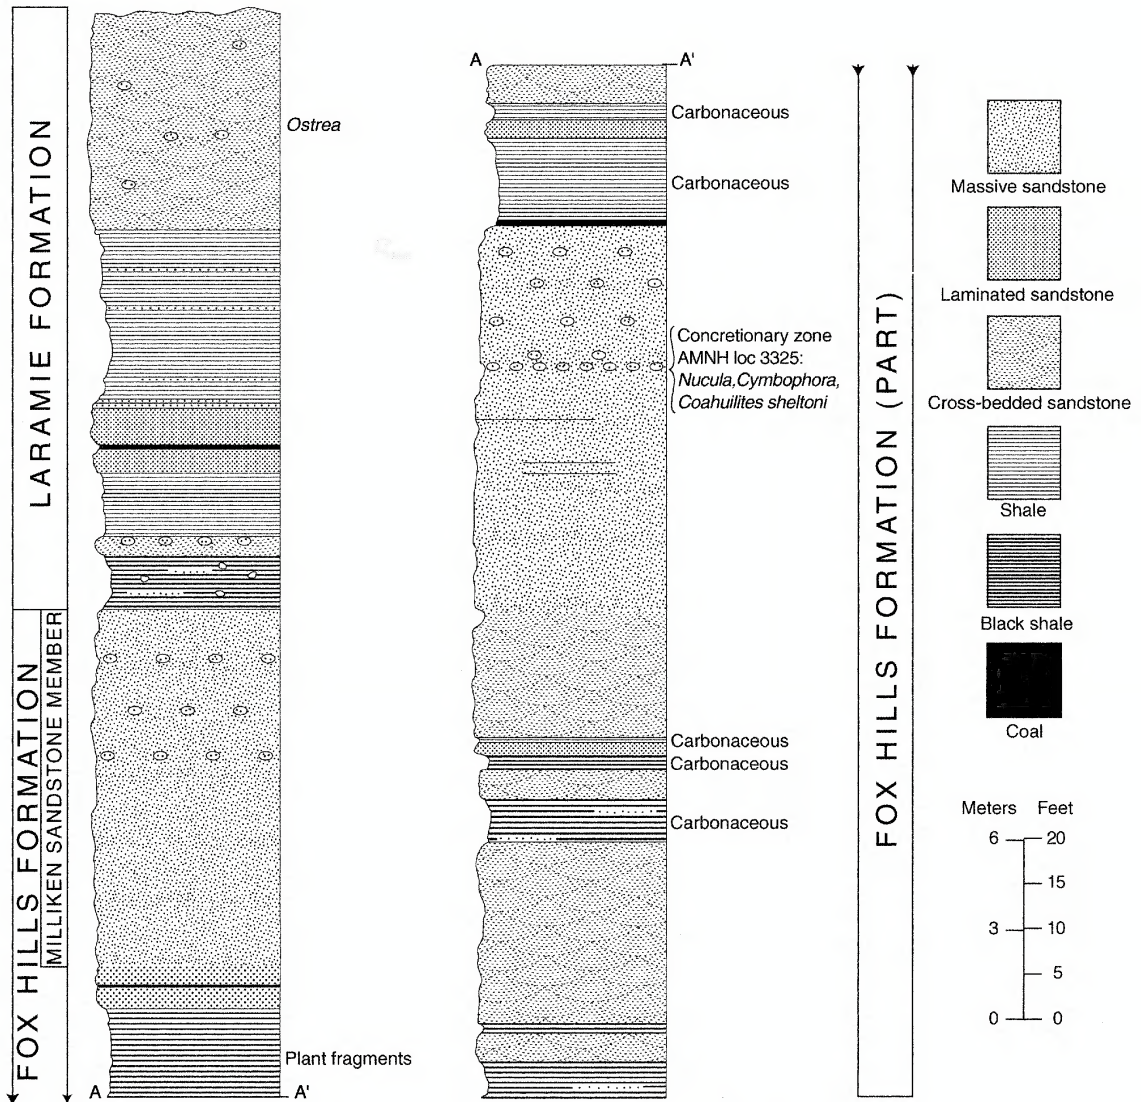 LARAMIE FORMATION
FOX HILLS FORMATION
MILLIKEN SANDSTONE MEMBER
Ostrea
Plant fragments
A A'
A A'
Carbonaceous
Carbonaceous
Concretionary zone
AMNH loc 3325:
Nucula,Cymbophora,
Coahuilites sheltoni
Carbonaceous
Carbonaceous
Carbonaceous
FOX HILLS FORMATION (PART)
Massive sandstone
Laminated sandstone
Cross-bedded sandstone
Shale
Black shale
Coal
Meters Feet
6 20
15
3 10
5
0 0